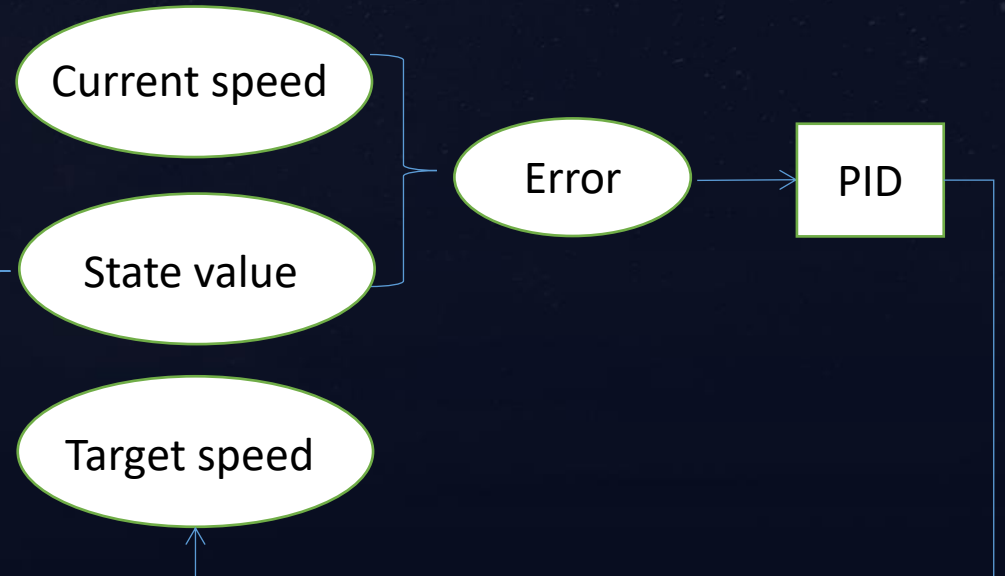 Current speed
State value
Target speed
Error
PID